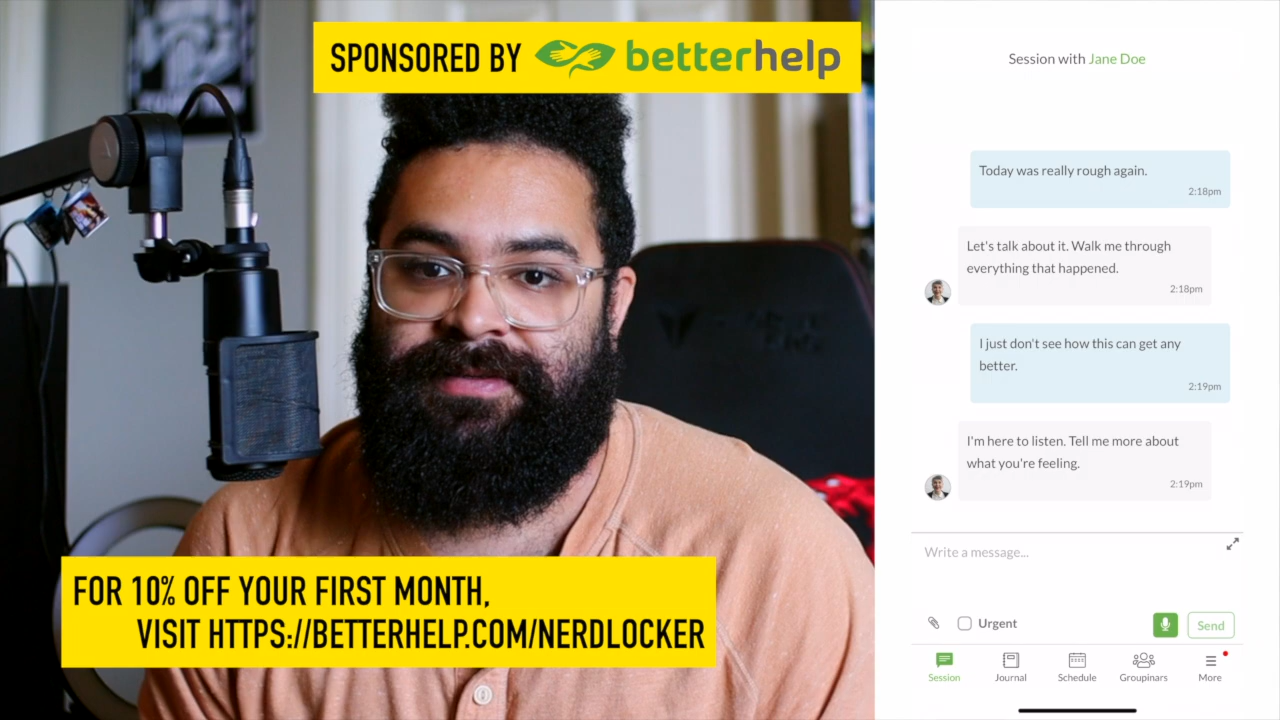 SPONSORED BY betterhelp
FOR 10% OFF YOUR FIRST MONTH,
VISIT HTTPS://BETTERHELP.COM/NERDLOCKER
Session with Jane Doe
Today was really rough again.
2:18pm
Let's talk about it. Walk me through
everything that happened.
2:18pm
I just don't see how this can get any
better.
2:19pm
I'm here to listen. Tell me more about
what you're feeling.
2:19pm
Write a message...
Urgent
Send
Session Journal Schedule Groupinars More